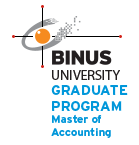 BINUS
UNIVERSITY
GRADUATE
PROGRAM
Master of
Accounting